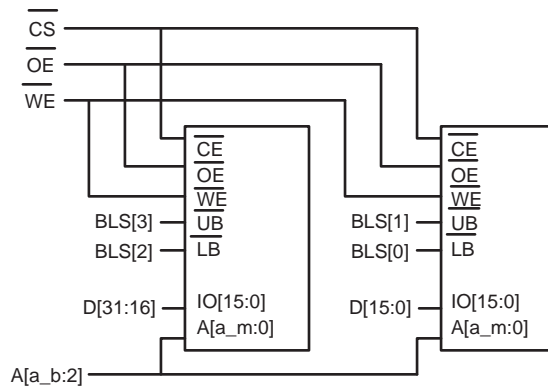 CS
OE
WE
CE
OE
WE
UB
LB
BLS[3]
BLS[2]
D[31:16]
IO[15:0]
A[a_m:0]
CE
OE
WE
UB
LB
BLS[1]
BLS[0]
D[15:0]
IO[15:0]
A[a_m:0]
A[a_b:2]